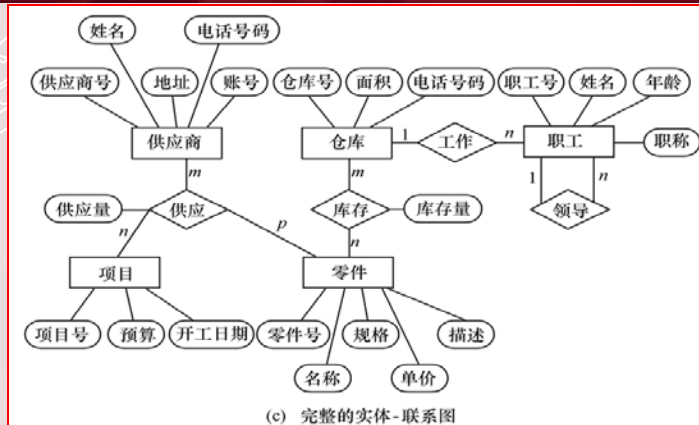 姓名 电话号码
供应商号 地址 账号 仓库号 面积 电话号码 职工号 姓名 年龄
供应商 仓库 1 工作 n 职工 职称
m m 1 n
供应量 供应 库存 库存量 领导
n p n
项目 零件
项目号 预算 开工日期 零件号 规格 描述
名称 单价
(c) 完整的实体-联系图